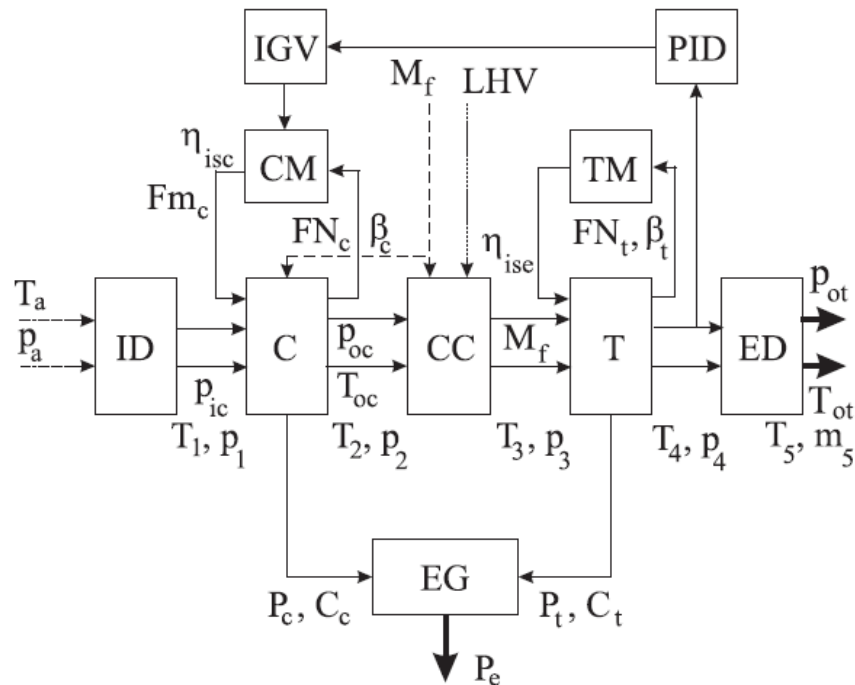 IGV
PID
M_f
LHV
η_isc
CM
TM
Fm_c
FN_c
β_c
η_ise
FN_t, β_t
p_ot
T_a
p_a
ID
C
p_oc
CC
M_f
T
ED
p_ic
T_oc
T_ot
T_1, p_1
T_2, p_2
T_3, p_3
T_4, p_4
T_5, m_5
EG
P_c, C_c
P_t, C_t
P_e